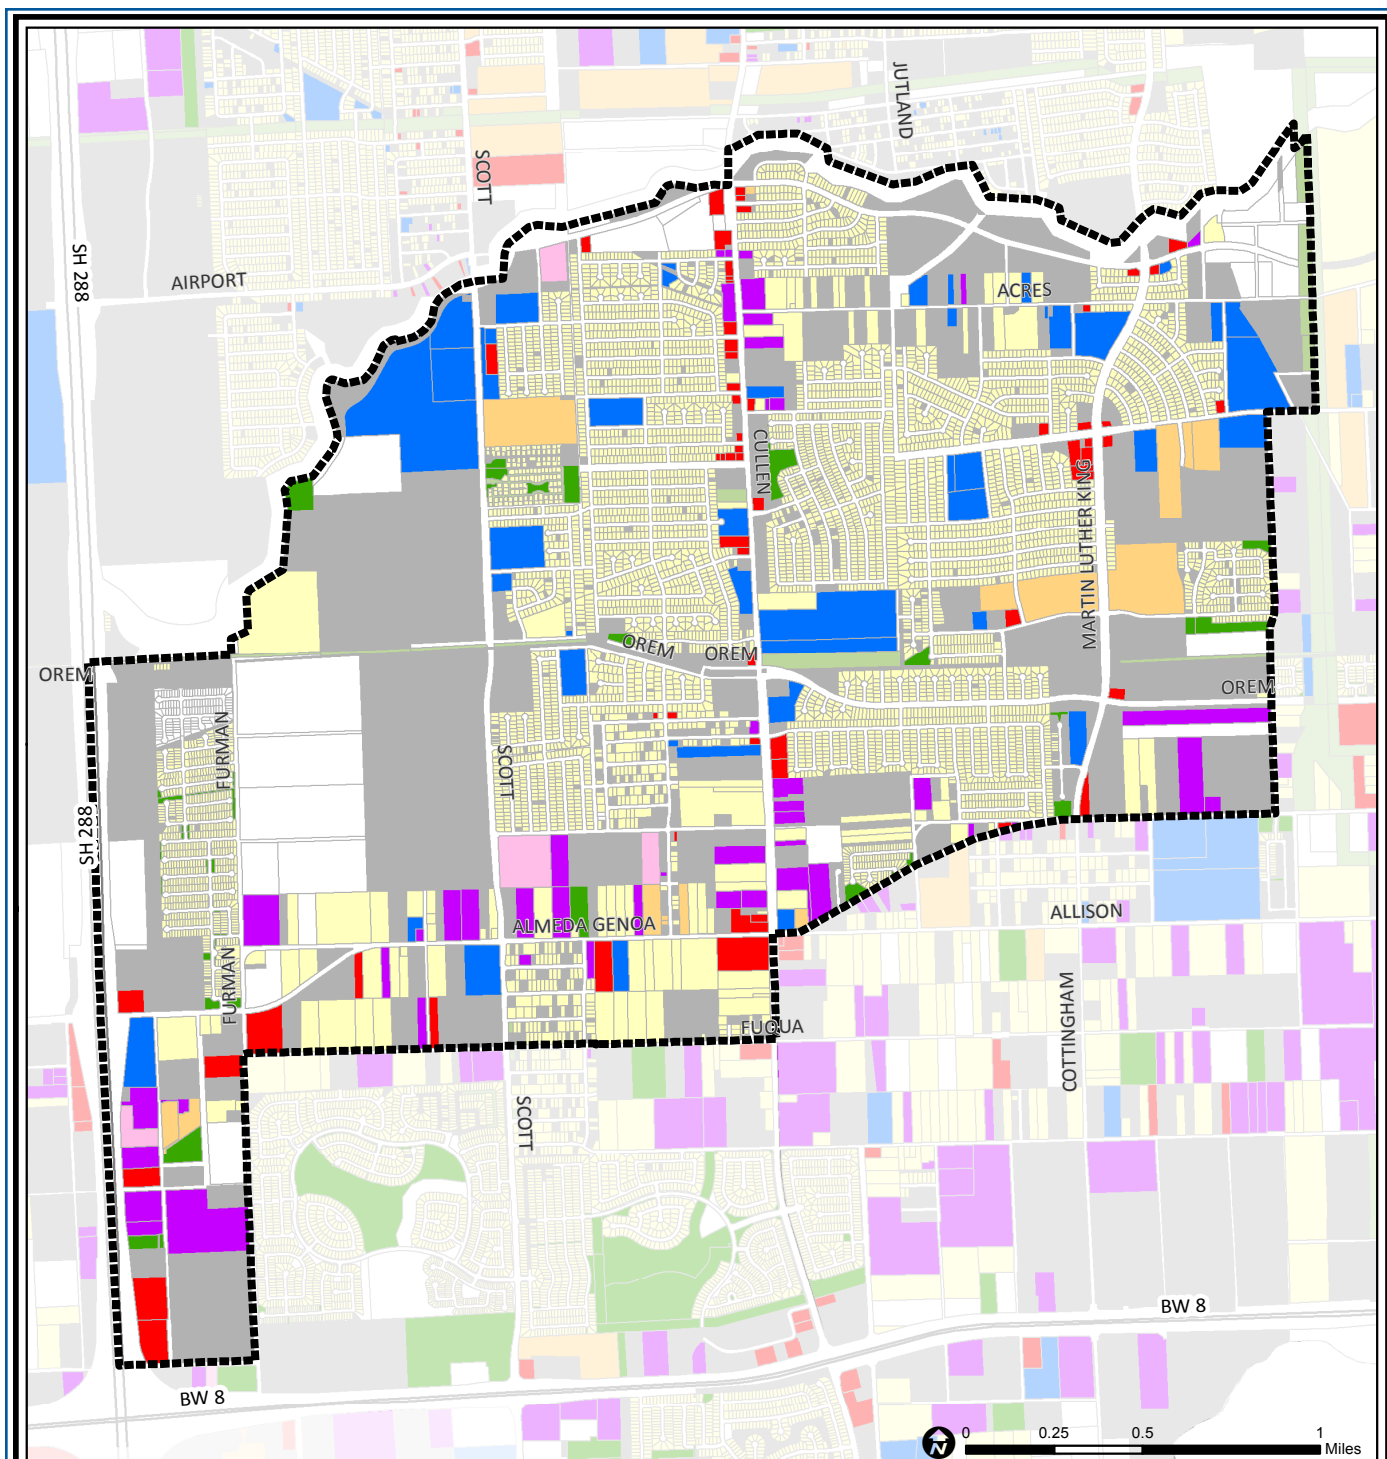 JUTLAND
SCOTT
SH 288
AIRPORT
ACRES
CULLEN
MARTIN LUTHER KING
OREM
OREM
OREM
OREM
FURMAN
SCOTT
SH 288
ALLISON
ALMEDA GENOA
FURMAN
COTTINGHAM
FUQUA
SCOTT
BW 8
BW 8
N
0 0.25 0.5 1
Miles